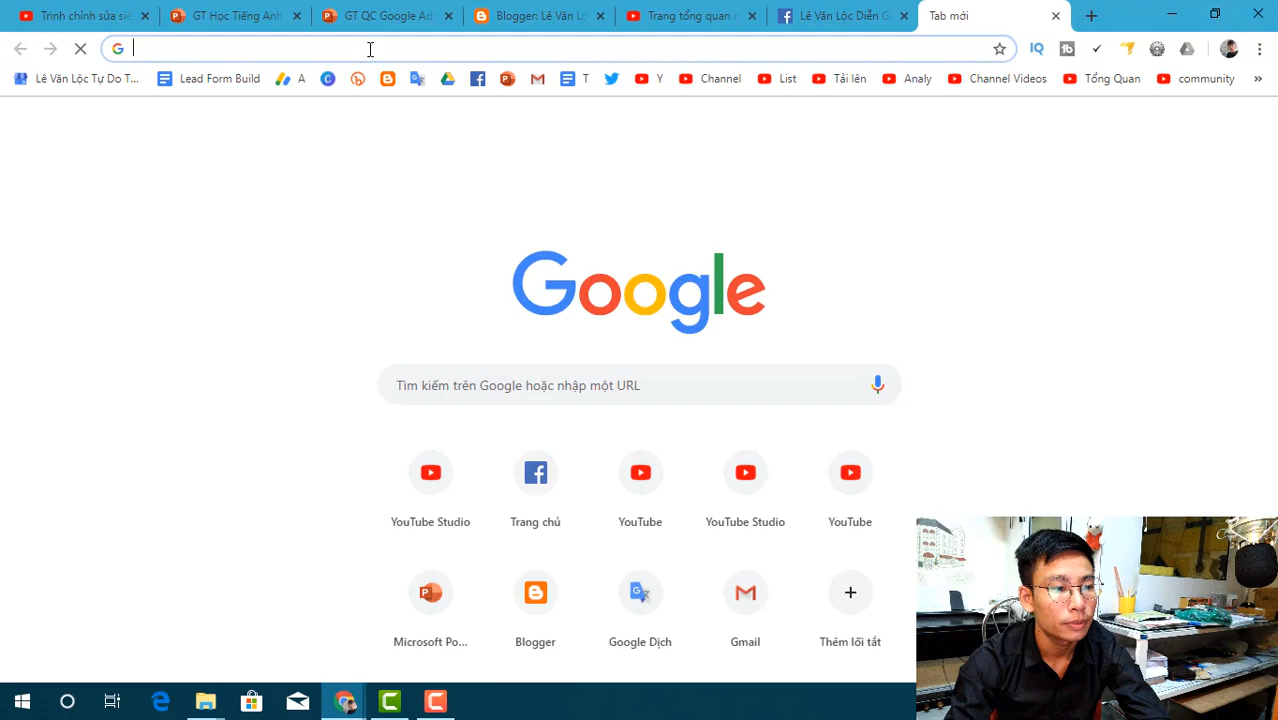 Trình chỉnh sửa siê
GT Học Tiếng Anh
GT QC Google Ad
Blogger: Lê Văn Lộ
Trang tổng quan c
Lê Văn Lộc Diễn G
Tab mới
Lê Văn Lộc Tự Do T...
Lead Form Build
A
T
Y
Channel
List
Tải lên
Analy
Channel Videos
Tổng Quan
community
Google
Tìm kiếm trên Google hoặc nhập một URL
YouTube Studio
Trang chủ
YouTube
YouTube Studio
YouTube
Microsoft Po...
Blogger
Google Dịch
Gmail
Thêm lối tắt